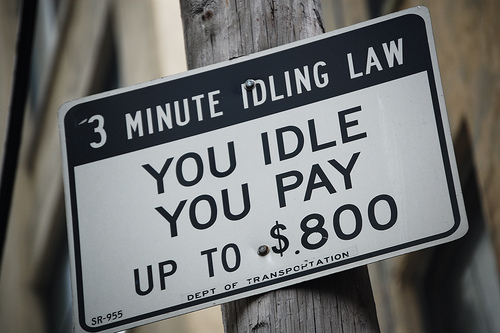 3 MINUTE IDLING LAW
YOU IDLE
YOU PAY
UP TO $.800
DEPT OF TRANSPORTATION
SR-955